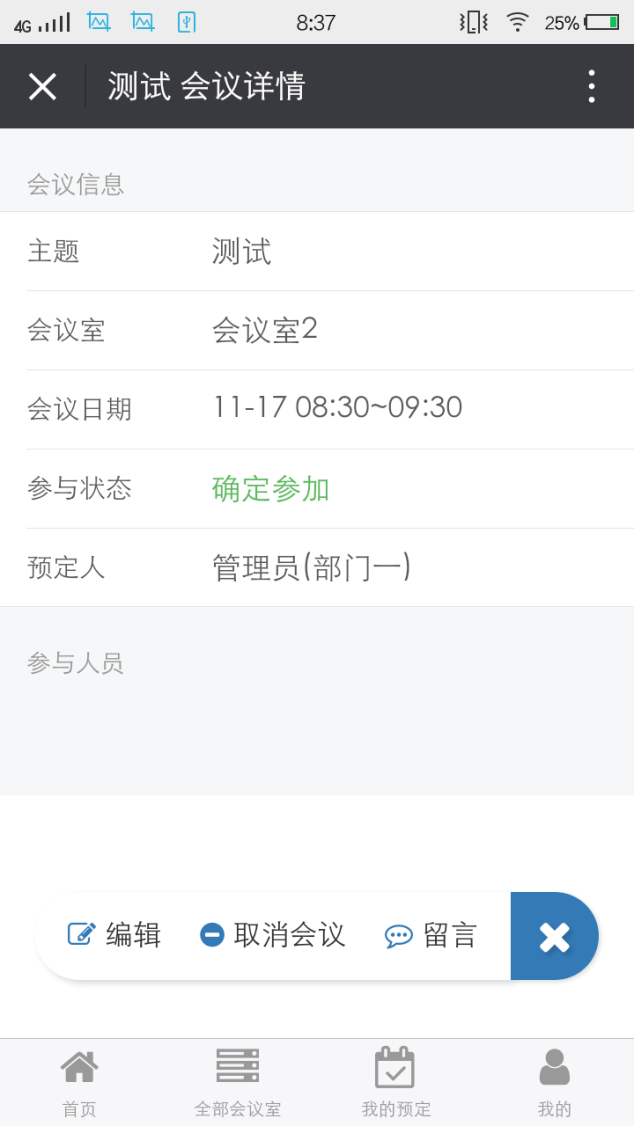 4G 8:37 25%
测试 会议详情
会议信息
主题 测试
会议室 会议室2
会议日期 11-17 08:30~09:30
参与状态 确定参加
预定人 管理员(部门一)
参与人员
编辑 取消会议 留言
首页 全部会议室 我的预定 我的